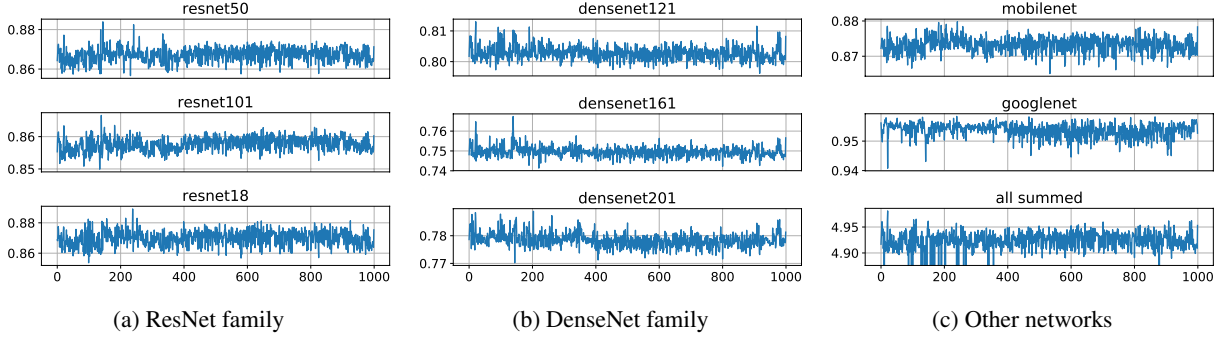 resnet50
0.88
0.86
resnet101
0.86
0.85
resnet18
0.88
0.86
0 200 400 600 800 1000
(a) ResNet family
densenet121
0.81
0.80
densenet161
0.76
0.75
0.74
densenet201
0.78
0.77
0 200 400 600 800 1000
(b) DenseNet family
mobilenet
0.88
0.87
googlenet
0.95
0.94
all summed
4.95
4.90
0 200 400 600 800 1000
(c) Other networks